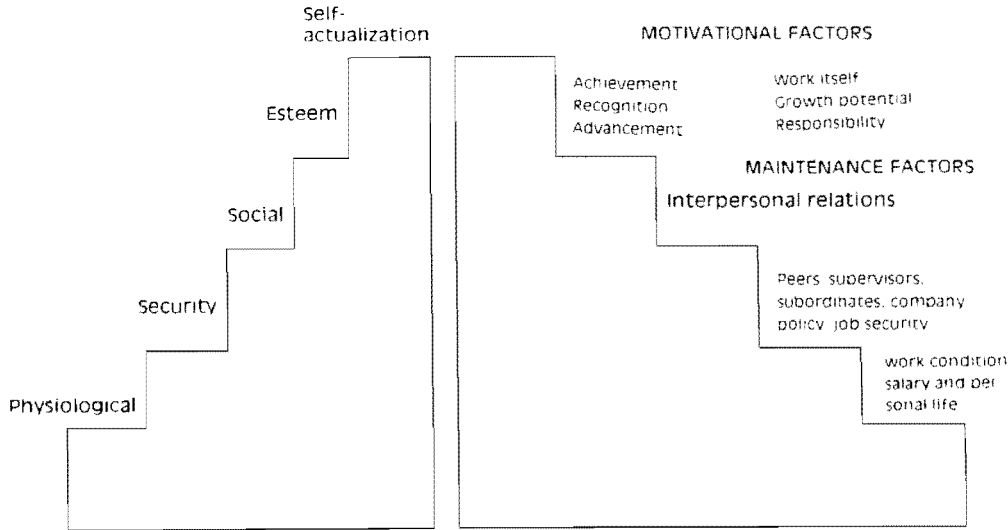 Self-
actualization
Esteem
Social
Security
Physiological
MOTIVATIONAL FACTORS
Achievement
Recognition
Advancement
Work itself
Growth potential
Responsibility
MAINTENANCE FACTORS
Interpersonal relations
Peers, supervisors,
subordinates, company
policy, job security
work condition
salary and per
sonal life